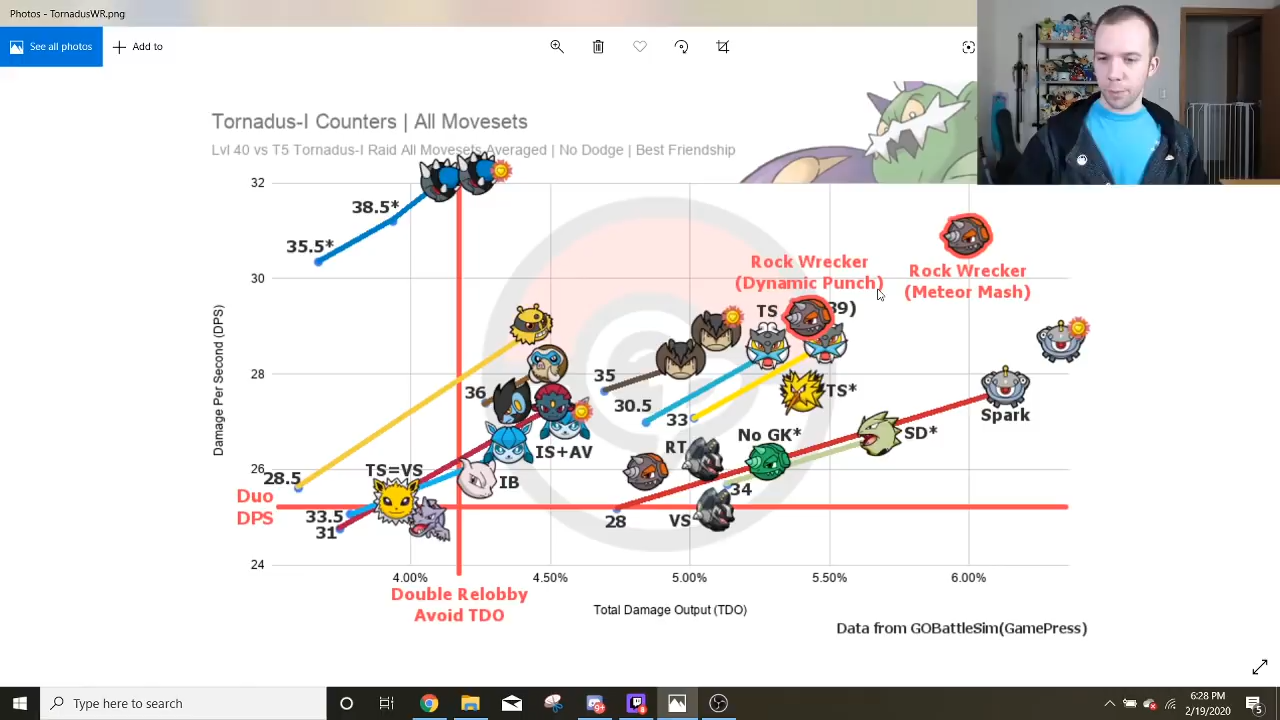 Photos - TornadusWR.png
See all photos
Add to
Tornadus-I Counters | All Movesets
Lvl 40 vs T5 Tornadus-I Raid All Movesets Averaged | No Dodge | Best Friendship
32
38.5*
35.5*
30
Rock Wrecker
(Dynamic Punch)
Rock Wrecker
(Meteor Mash)
TS
39)
Damage Per Second (DPS)
28
35
36
30.5
33
TS*
Spark
No GK*
SD*
RT
IS+AV
26
TS=VS
IB
28.5
34
Duo
DPS
33.5
31
28
VS
24
4.00%
4.50%
5.00%
5.50%
6.00%
Double Relobby
Avoid TDO
Total Damage Output (TDO)
Data from GOBattleSim(GamePress)
Type here to search
6:28 PM
2/19/2020